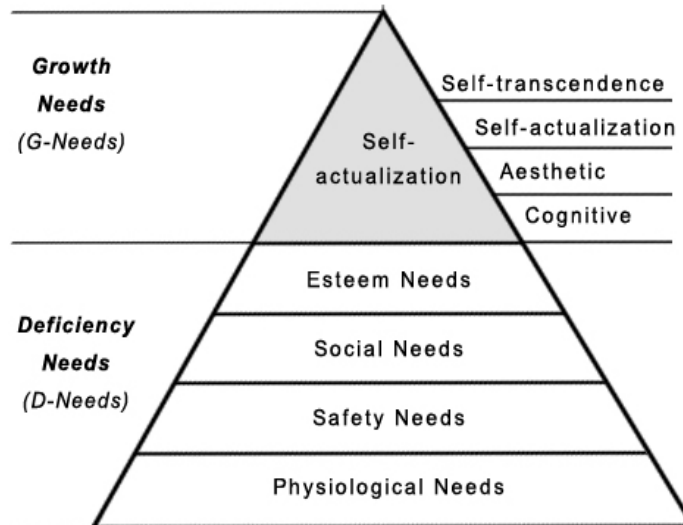 Growth
Needs
(G-Needs)
Self-transcendence
Self-actualization
Aesthetic
Cognitive
Self-
actualization
Deficiency
Needs
(D-Needs)
Esteem Needs
Social Needs
Safety Needs
Physiological Needs